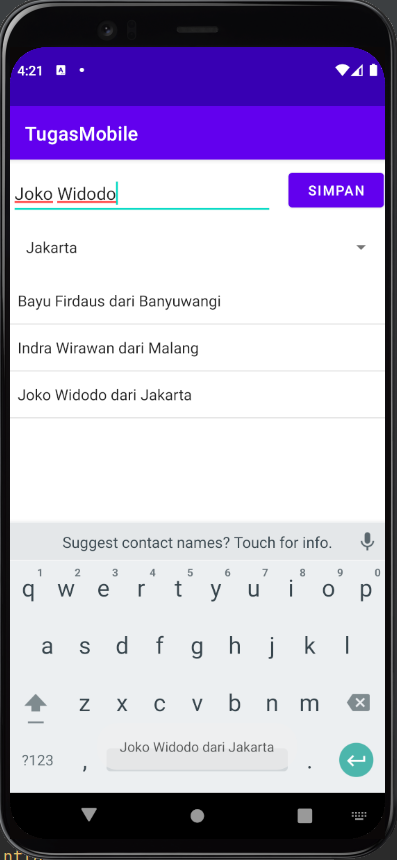 4:21
TugasMobile
Joko Widodo
SIMPAN
Jakarta
Bayu Firdaus dari Banyuwangi
Indra Wirawan dari Malang
Joko Widodo dari Jakarta
Suggest contact names? Touch for info.
1 2 3 4 5 6 7 8 9 0
q w e r t y u i o p
a s d f g h j k l
z x c v b n m
?123 , Joko Widodo dari Jakarta .